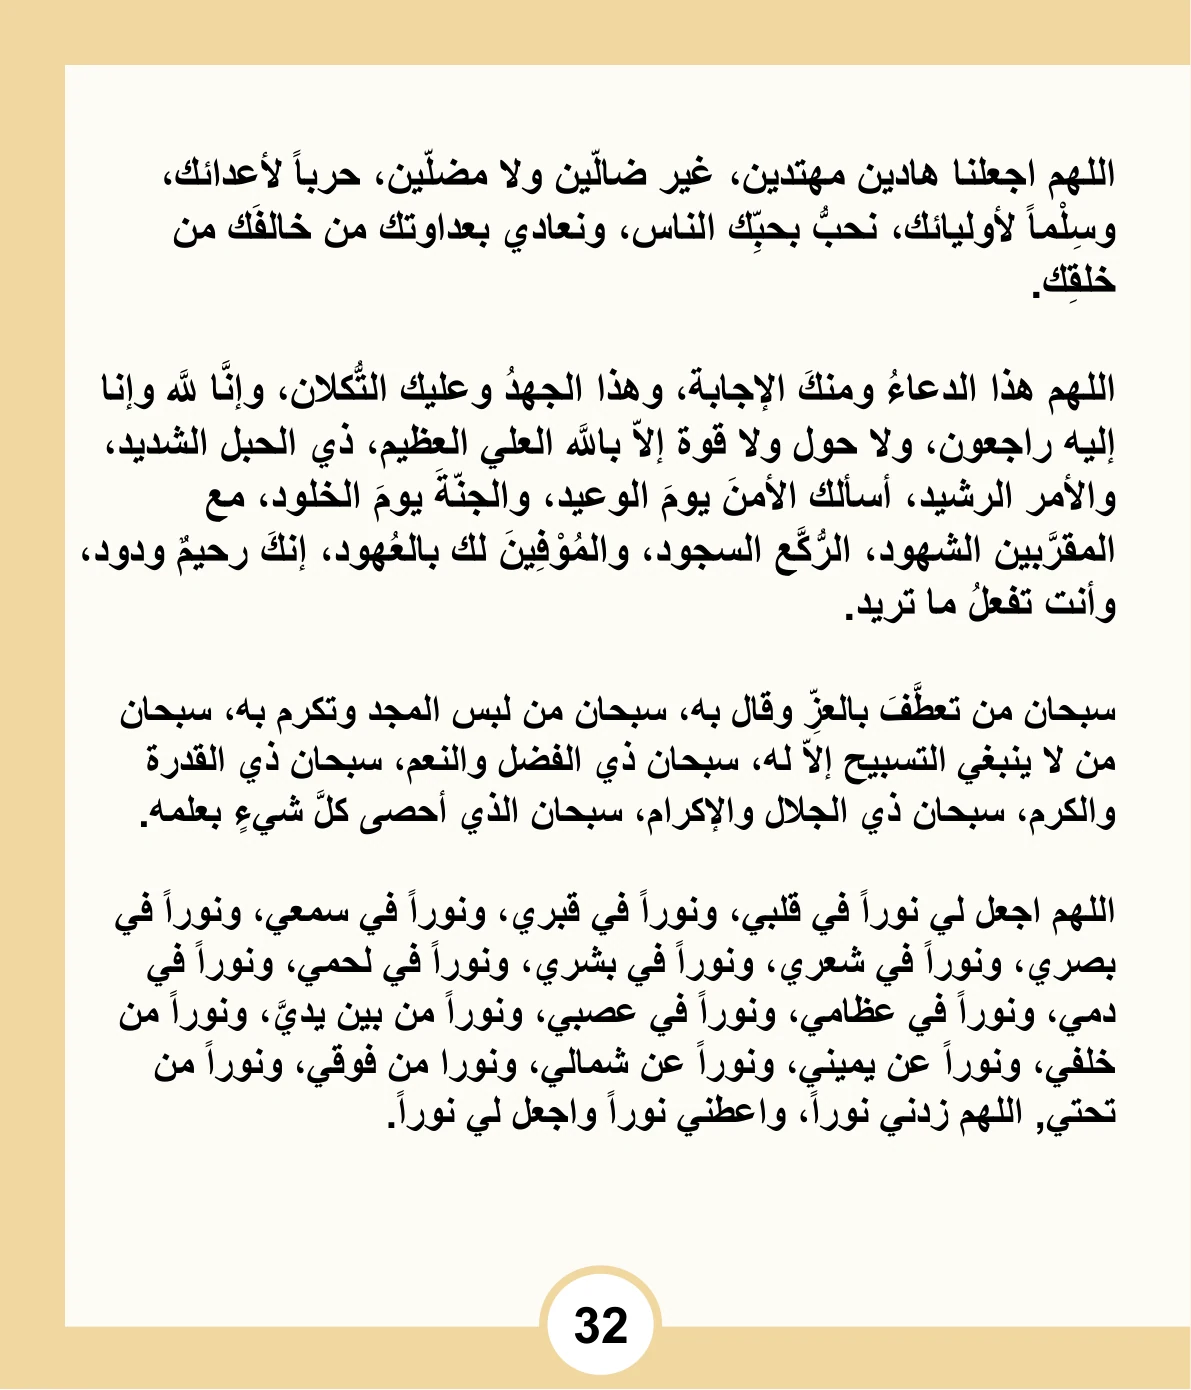 اللهم اجعلنا هادين مهتدين، غير ضالّين ولا مضلّين، حرباً لأعدائك،
وسِلْماً لأوليائك، نحبُّ بحبِّك الناس، ونعادي بعداوتك من خالفَك من
خلقِك.
اللهم هذا الدعاءُ ومنكَ الإجابة، وهذا الجهدُ وعليك التُّكلان، وإنَّا لله وإنا
إليه راجعون، ولا حول ولا قوة إلاّ بالله العلي العظيم، ذي الحبل الشديد،
والأمر الرشيد، أسألك الأمنَ يومَ الوعيد، والجنّةَ يومَ الخلود، مع
المقرَّبين الشهود، الرُّكَّع السجود، والمُوْفِينَ لك بالعُهود، إنكَ رحيمٌ ودود،
وأنت تفعلُ ما تريد.
سبحان من تعطَّفَ بالعزِّ وقال به، سبحان من لبس المجد وتكرم به، سبحان
من لا ينبغي التسبيح إلاّ له، سبحان ذي الفضل والنعم، سبحان ذي القدرة
والكرم، سبحان ذي الجلال والإكرام، سبحان الذي أحصى كلَّ شيءٍ بعلمه.
اللهم اجعل لي نوراً في قلبي، ونوراً في قبري، ونوراً في سمعي، ونوراً في
بصري، ونوراً في شعري، ونوراً في بشري، ونوراً في لحمي، ونوراً في
دمي، ونوراً في عظامي، ونوراً في عصبي، ونوراً من بين يديَّ، ونوراً من
خلفي، ونوراً عن يميني، ونوراً عن شمالي، ونورا من فوقي، ونوراً من
تحتي, اللهم زدني نوراً، واعطني نوراً واجعل لي نوراً.
32